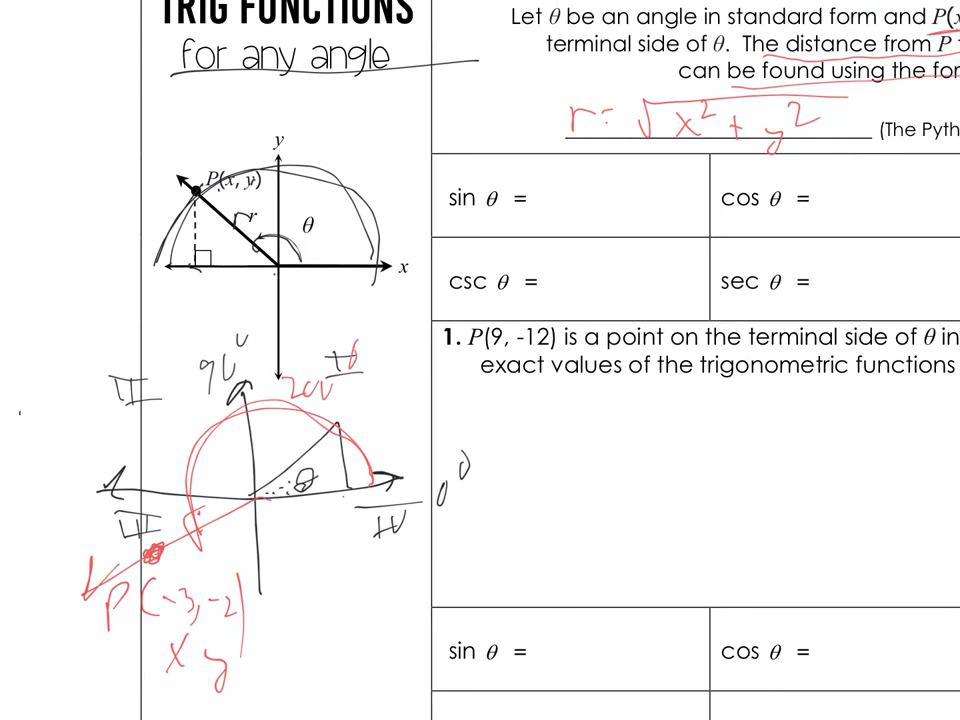 TRIG FUNCTIONS
for any angle
Let θ be an angle in standard form and P(x
terminal side of θ. The distance from P
can be found using the for
r = √x² + y²
(The Pyth
y
P(x, y)
r
r
θ
x
sin θ =
cos θ =
csc θ =
sec θ =
1. P(9, -12) is a point on the terminal side of θ in
exact values of the trigonometric functions
90°
II
200
θ
0°
III
IV
P(-3, -2)
x y
sin θ =
cos θ =